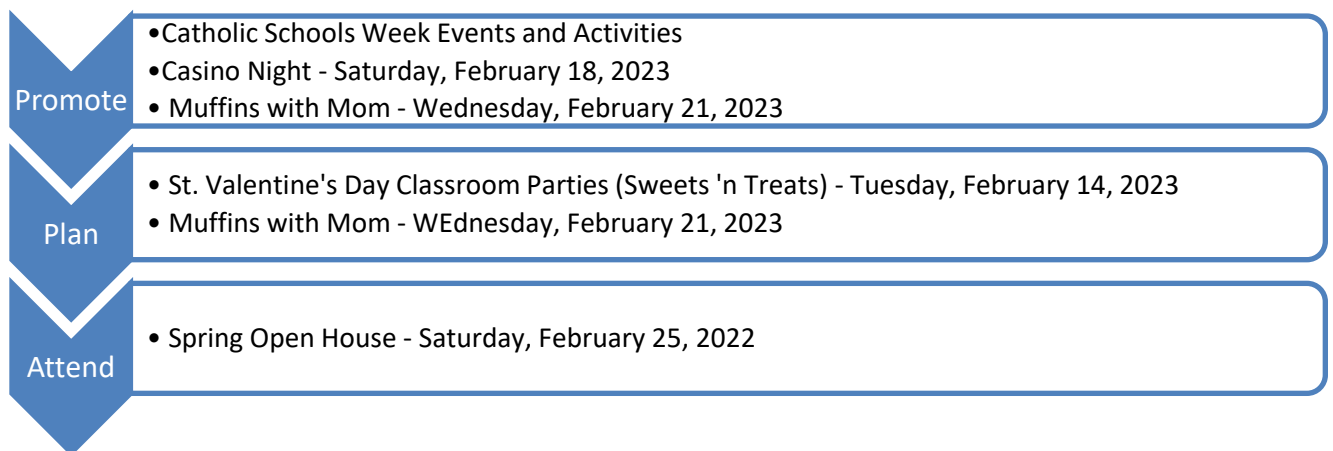 Promote
•Catholic Schools Week Events and Activities
•Casino Night - Saturday, February 18, 2023
• Muffins with Mom - Wednesday, February 21, 2023
Plan
• St. Valentine's Day Classroom Parties (Sweets 'n Treats) - Tuesday, February 14, 2023
• Muffins with Mom - WEdnesday, February 21, 2023
Attend
• Spring Open House - Saturday, February 25, 2022